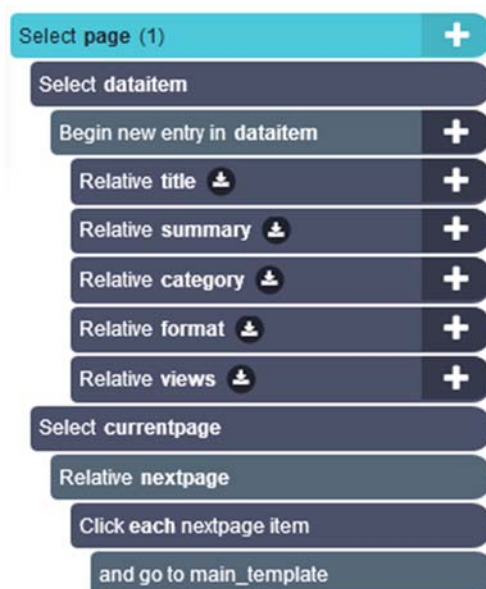 Select page (1)
Select dataitem
Begin new entry in dataitem
Relative title
Relative summary
Relative category
Relative format
Relative views
Select currentpage
Relative nextpage
Click each nextpage item
and go to main_template